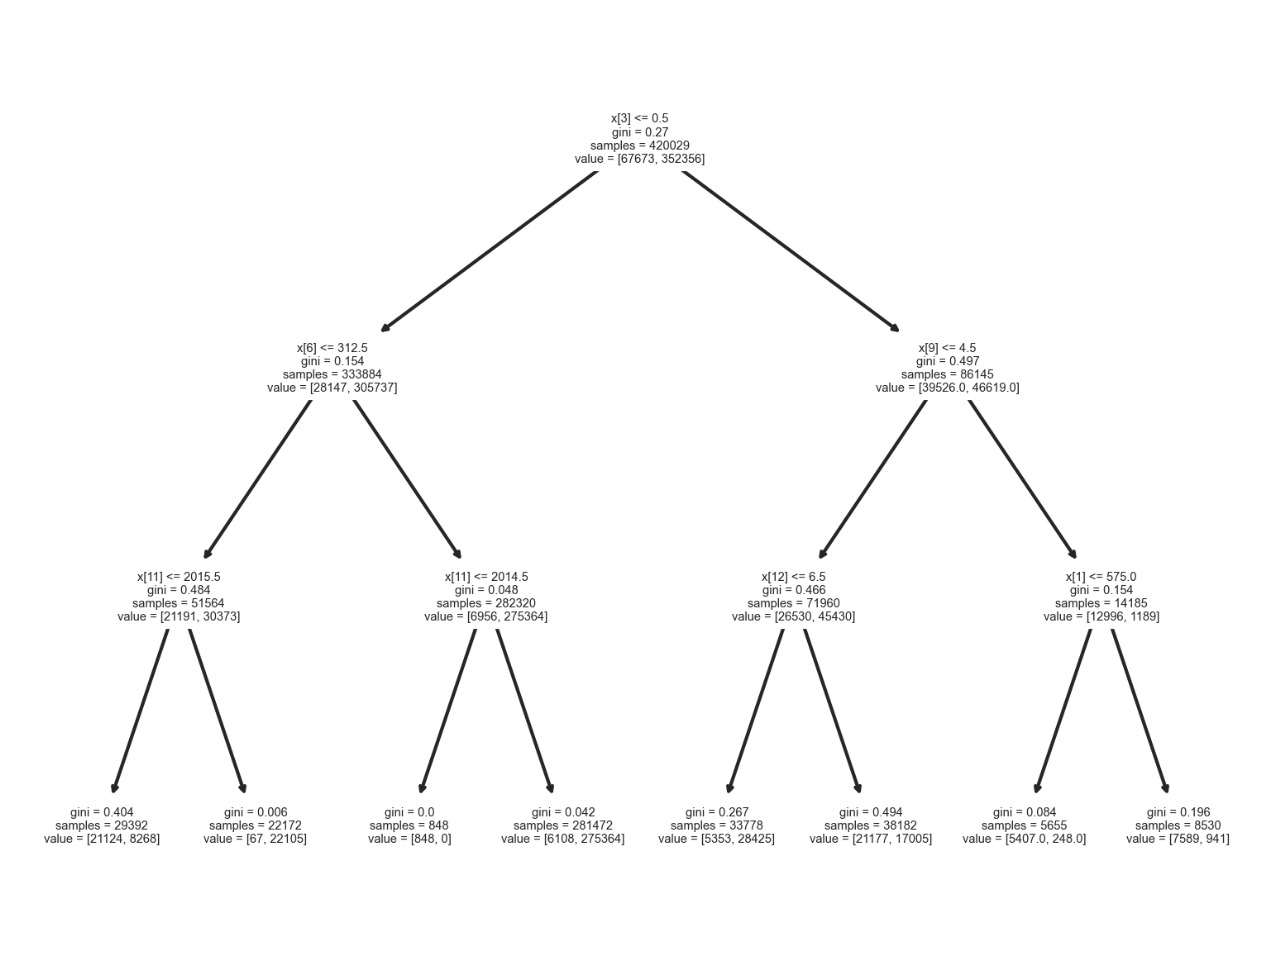 x[3] <= 0.5
gini = 0.27
samples = 420029
value = [67673, 352356]
x[6] <= 312.5
gini = 0.154
samples = 333884
value = [28147, 305737]
x[9] <= 4.5
gini = 0.497
samples = 86145
value = [39526.0, 46619.0]
x[11] <= 2015.5
gini = 0.484
samples = 51564
value = [21191, 30373]
x[11] <= 2014.5
gini = 0.048
samples = 282320
value = [6956, 275364]
x[12] <= 6.5
gini = 0.466
samples = 71960
value = [26530, 45430]
x[1] <= 575.0
gini = 0.154
samples = 14185
value = [12996, 1189]
gini = 0.404
samples = 29392
value = [21124, 8268]
gini = 0.006
samples = 22172
value = [67, 22105]
gini = 0.0
samples = 848
value = [848, 0]
gini = 0.042
samples = 281472
value = [6108, 275364]
gini = 0.267
samples = 33778
value = [5353, 28425]
gini = 0.494
samples = 38182
value = [21177, 17005]
gini = 0.084
samples = 5655
value = [5407.0, 248.0]
gini = 0.196
samples = 8530
value = [7589, 941]